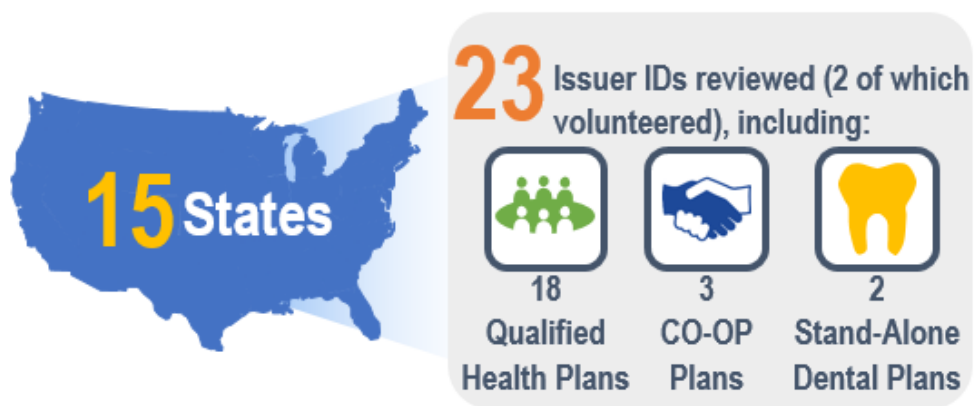 15 States
23 Issuer IDs reviewed (2 of which
volunteered), including:
18
Qualified
Health Plans
3
CO-OP
Plans
2
Stand-Alone
Dental Plans